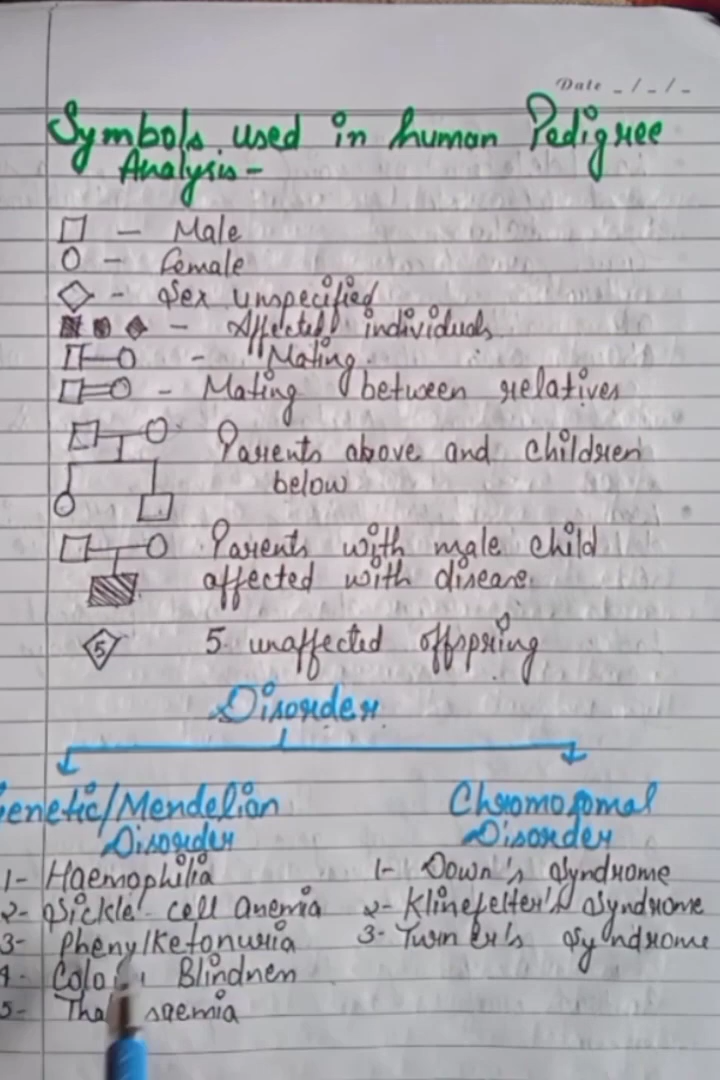 Date _/_/_
Symbols used in human Pedigree
Analysis-
- Male
- Female
- Sex unspecified
- Affected individuals
- Mating
- Mating between relatives
Parents above and children
below
Parents with male child
affected with disease.
5 5 unaffected offspring
Disorder
Genetic/Mendelian Disorder
Chromosomal Disorder
1- Haemophilia
2- Sickle cell anemia
3- Phenylketonuria
4- Blindness
5-
1- Down's Syndrome
2- Klinefelter's Syndrome
3- Turner's Syndrome